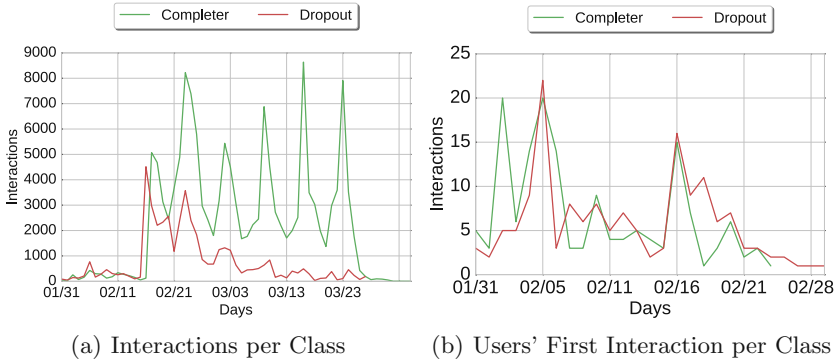 Completer Dropout
9000
8000
7000
6000
5000
4000
3000
2000
1000
0
Interactions
01/31 02/11 02/21 03/03 03/13 03/23
Days
(a) Interactions per Class
Completer Dropout
25
20
15
10
5
0
Interactions
01/31 02/05 02/11 02/16 02/21 02/28
Days
(b) Users' First Interaction per Class